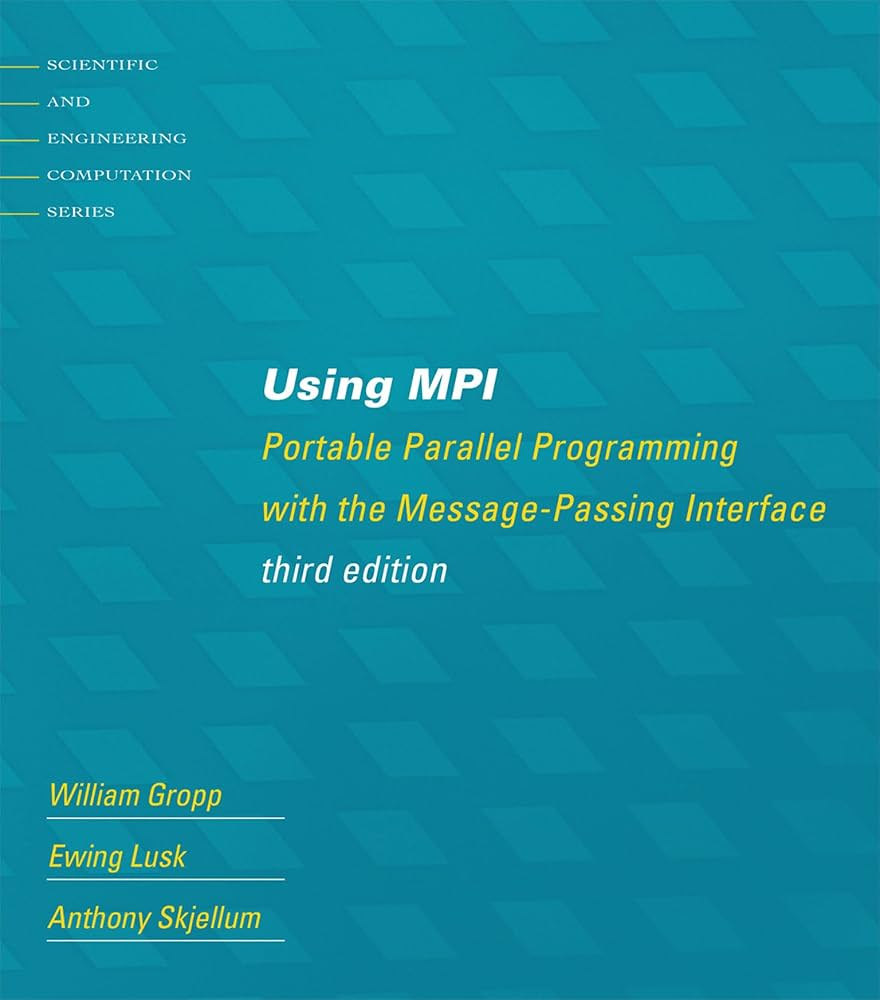 SCIENTIFIC
AND
ENGINEERING
COMPUTATION
SERIES
Using MPI
Portable Parallel Programming
with the Message-Passing Interface
third edition
William Gropp
Ewing Lusk
Anthony Skjellum